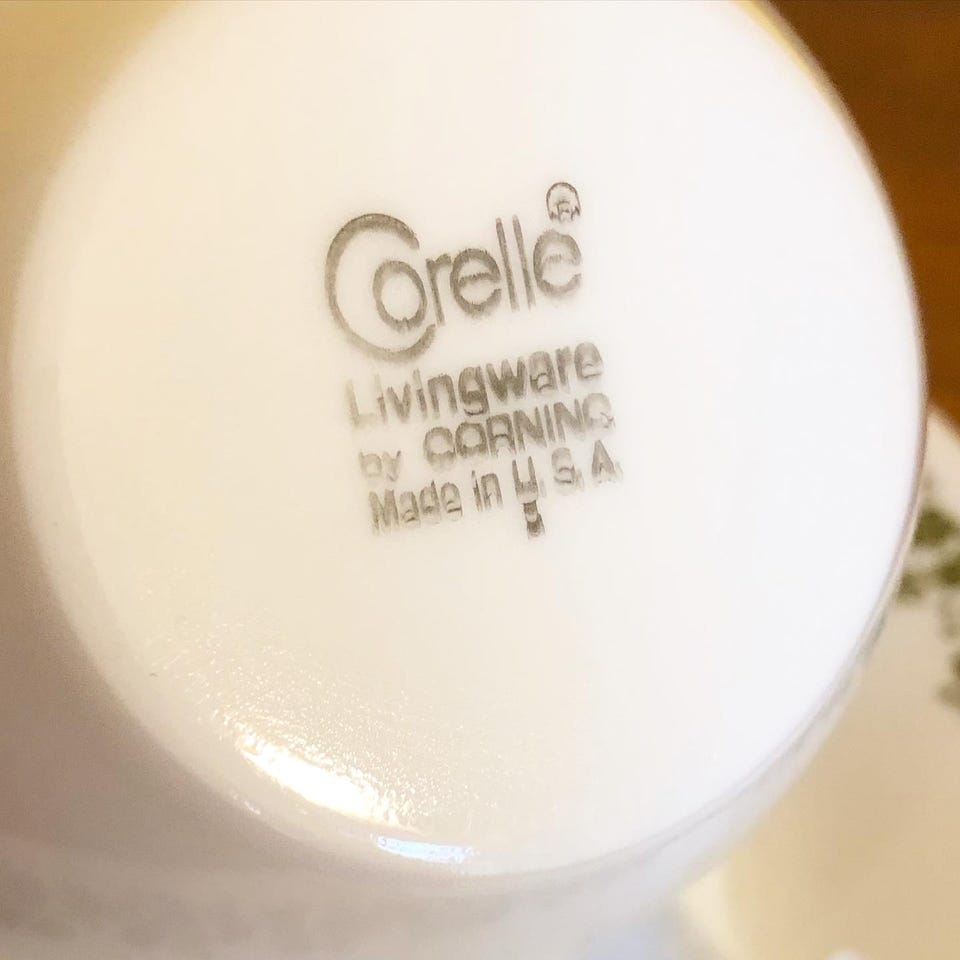 Corelle®
Livingware
by CORNING
Made in U.S.A.